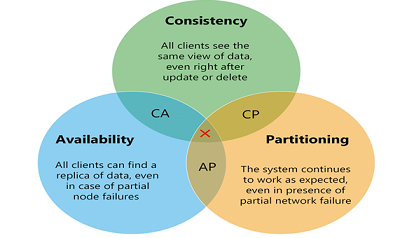 Consistency
All clients see the
same view of data,
even right after
update or delete
CA
CP
Availability
All clients can find a
replica of data, even
in case of partial
node failures
AP
Partitioning
The system continues
to work as expected,
even in presence of
partial network failure